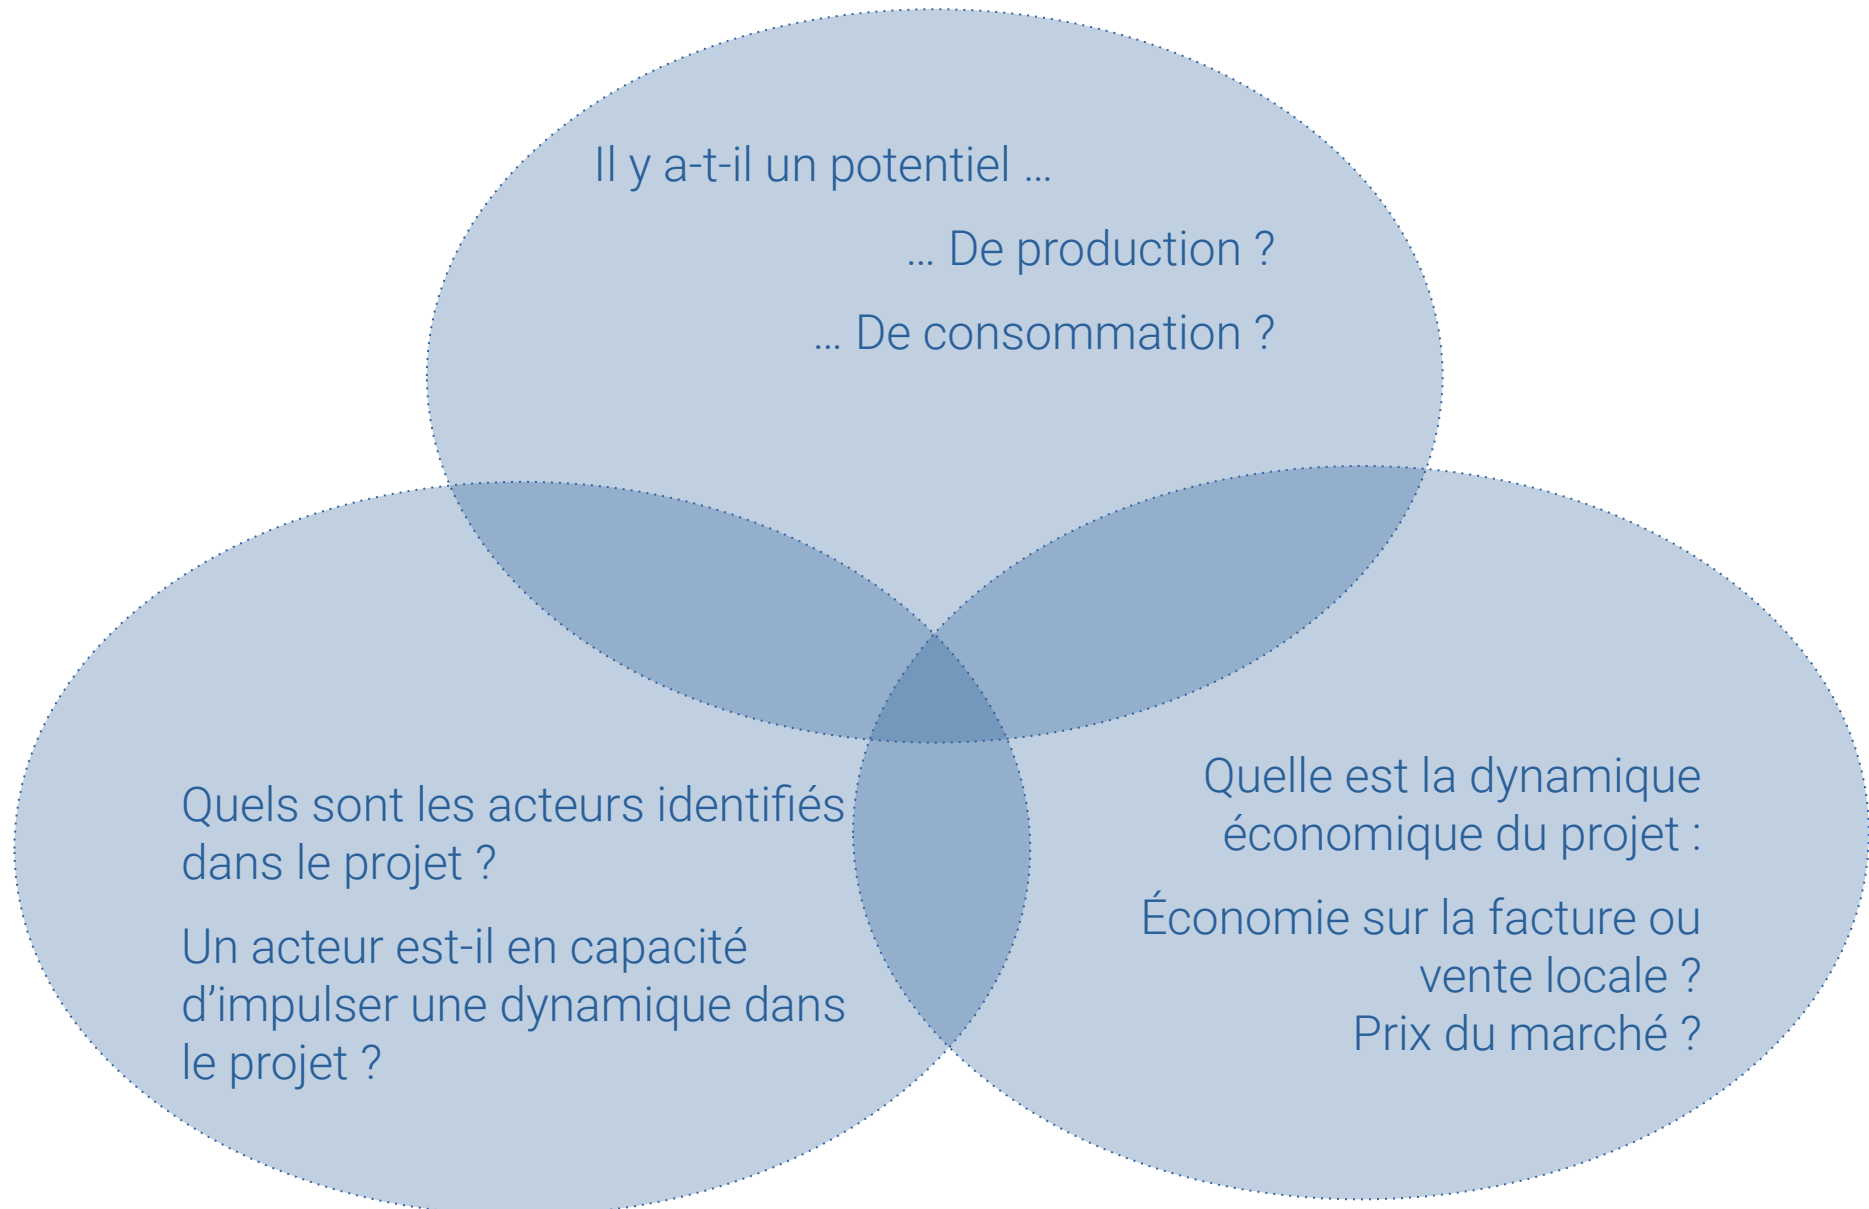 Il y a-t-il un potentiel ...
... De production ?
... De consommation ?
Quels sont les acteurs identifiés
dans le projet ?
Un acteur est-il en capacité
d’impulser une dynamique dans
le projet ?
Quelle est la dynamique
économique du projet :
Économie sur la facture ou
vente locale ?
Prix du marché ?